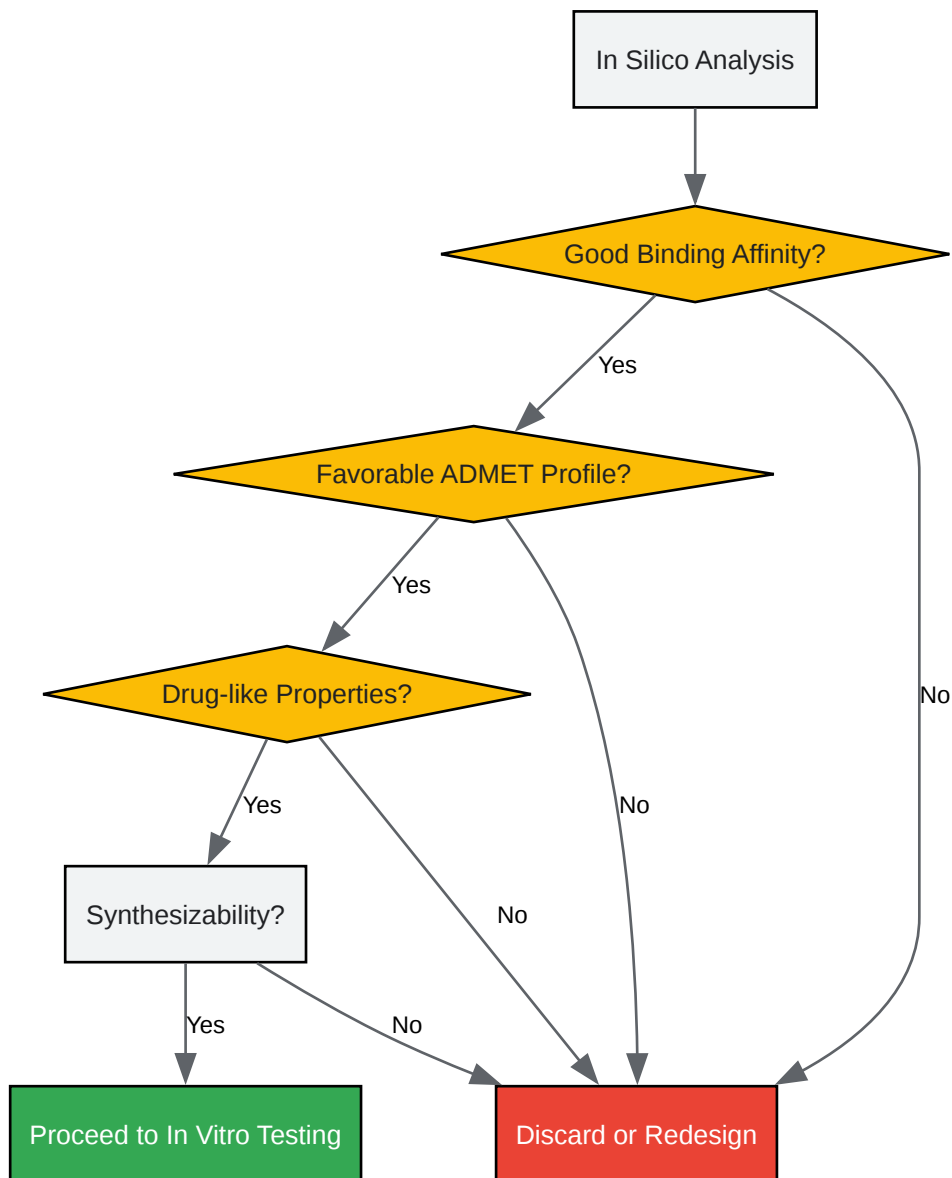 In Silico Analysis
Good Binding Affinity?
Yes
Favorable ADMET Profile?
Yes
Drug-like Properties?
No
Yes
No
Synthesizability?
No
Yes
No
Proceed to In Vitro Testing
Discard or Redesign